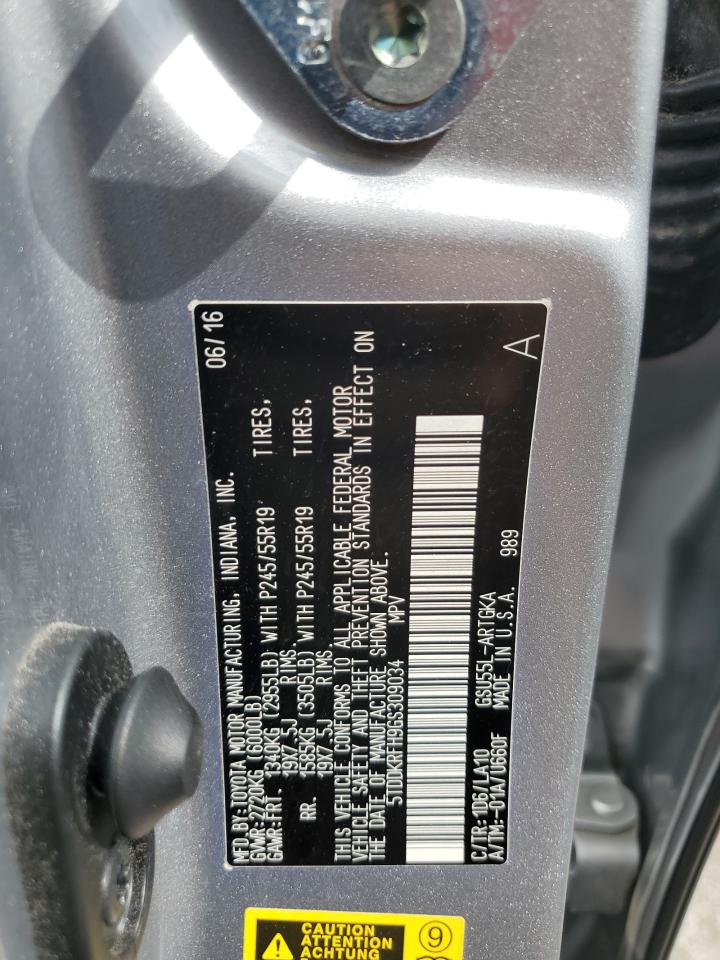 MFD BY: TOYOTA MOTOR MANUFACTURING, INDIANA, INC. 06/16
GVWR: 2720KG (6000LB)
GAWR: FRT. 1340KG (2955LB) WITH P245/55R19 TIRES,
19X7.5J RIMS
RR. 1585KG (3505LB) WITH P245/55R19 TIRES,
19X7.5J RIMS
THIS VEHICLE CONFORMS TO ALL APPLICABLE FEDERAL MOTOR
VEHICLE SAFETY AND THEFT PREVENTION STANDARDS IN EFFECT ON
THE DATE OF MANUFACTURE SHOWN ABOVE.
5TDDKRFH9GS309034 MPV
A
C/TR: 1D6/LA10 GSU55L-ARTGKA
A/TM: -01A/U660F MADE IN U.S.A. 989
CAUTION
ATTENTION
ACHTUNG
9